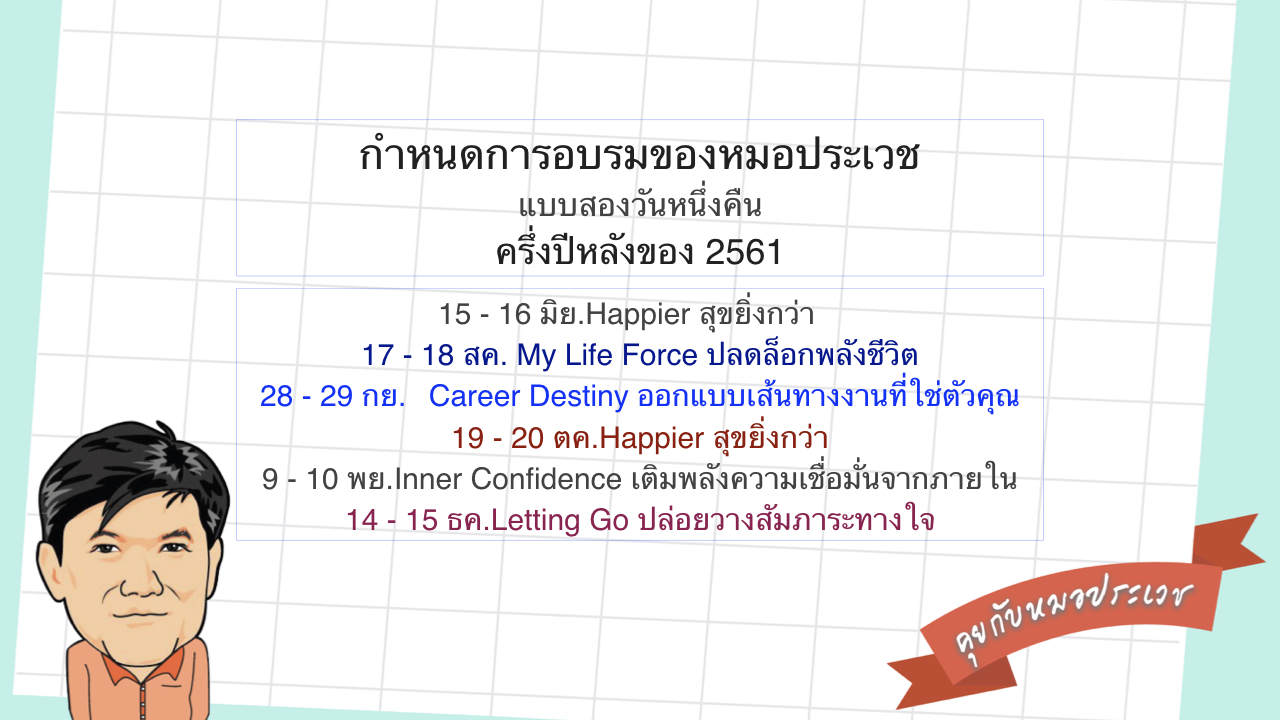 กำหนดการอบรมของหมอประเวช
แบบสองวันหนึ่งคืน
ครึ่งปีหลังของ 2561
15 - 16 มิย.Happier สุขยิ่งกว่า
17 - 18 สค. My Life Force ปลดล็อกพลังชีวิต
28 - 29 กย. Career Destiny ออกแบบเส้นทางงานที่ใช่ตัวคุณ
19 - 20 ตค.Happier สุขยิ่งกว่า
9 - 10 พย.Inner Confidence เติมพลังความเชื่อมั่นจากภายใน
14 - 15 ธค.Letting Go ปล่อยวางสัมภาระทางใจ
คุยกับหมอประเวช